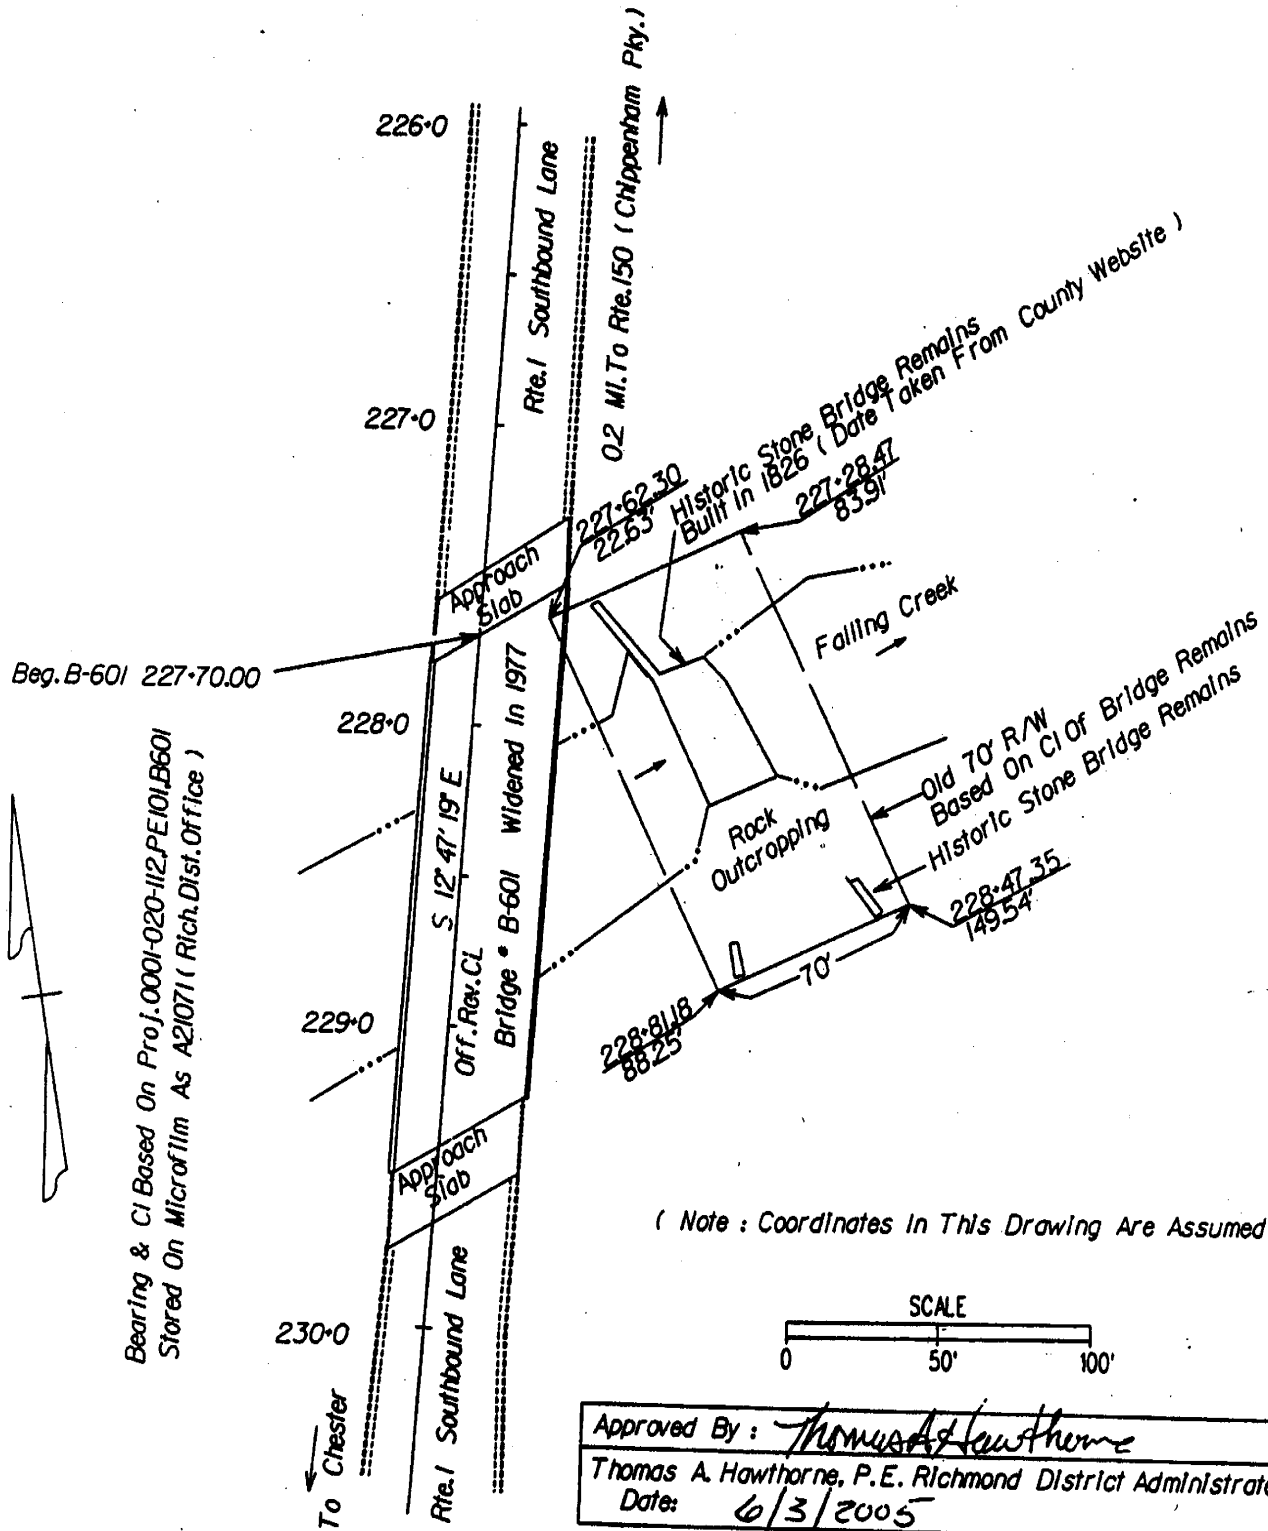 226+0
Rte.1 Southbound Lane
0.2 Mi. To Rte.150 ( Chippenham Pky.)
227+0
Historic Stone Bridge Remains
Built In 1826 ( Date Taken From County Website )
227+62.30
22.63'
227+28.47
83.91'
Approach
Slab
Falling Creek
Beg. B-601 227+70.00
228+0
S 12° 47' 19" E
Off. Rev. CL
Bridge # B-601 Widened In 1977
Old 70' R/W
Based On Cl Of Bridge Remains
Historic Stone Bridge Remains
Rock
Outcropping
228+47.35
149.54'
70'
228+81.18
88.25'
229+0
Bearing & Cl Based On Proj. 0001-020-112,PE101,B601
Stored On Microfilm As A21071 ( Rich. Dist. Office )
Approach
Slab
( Note : Coordinates In This Drawing Are Assumed
230+0
Rte.1 Southbound Lane
To Chester
SCALE
0 50' 100'
Approved By : Thomas A Hawthorne
Thomas A. Hawthorne, P.E. Richmond District Administrat
Date: 6/3/2005